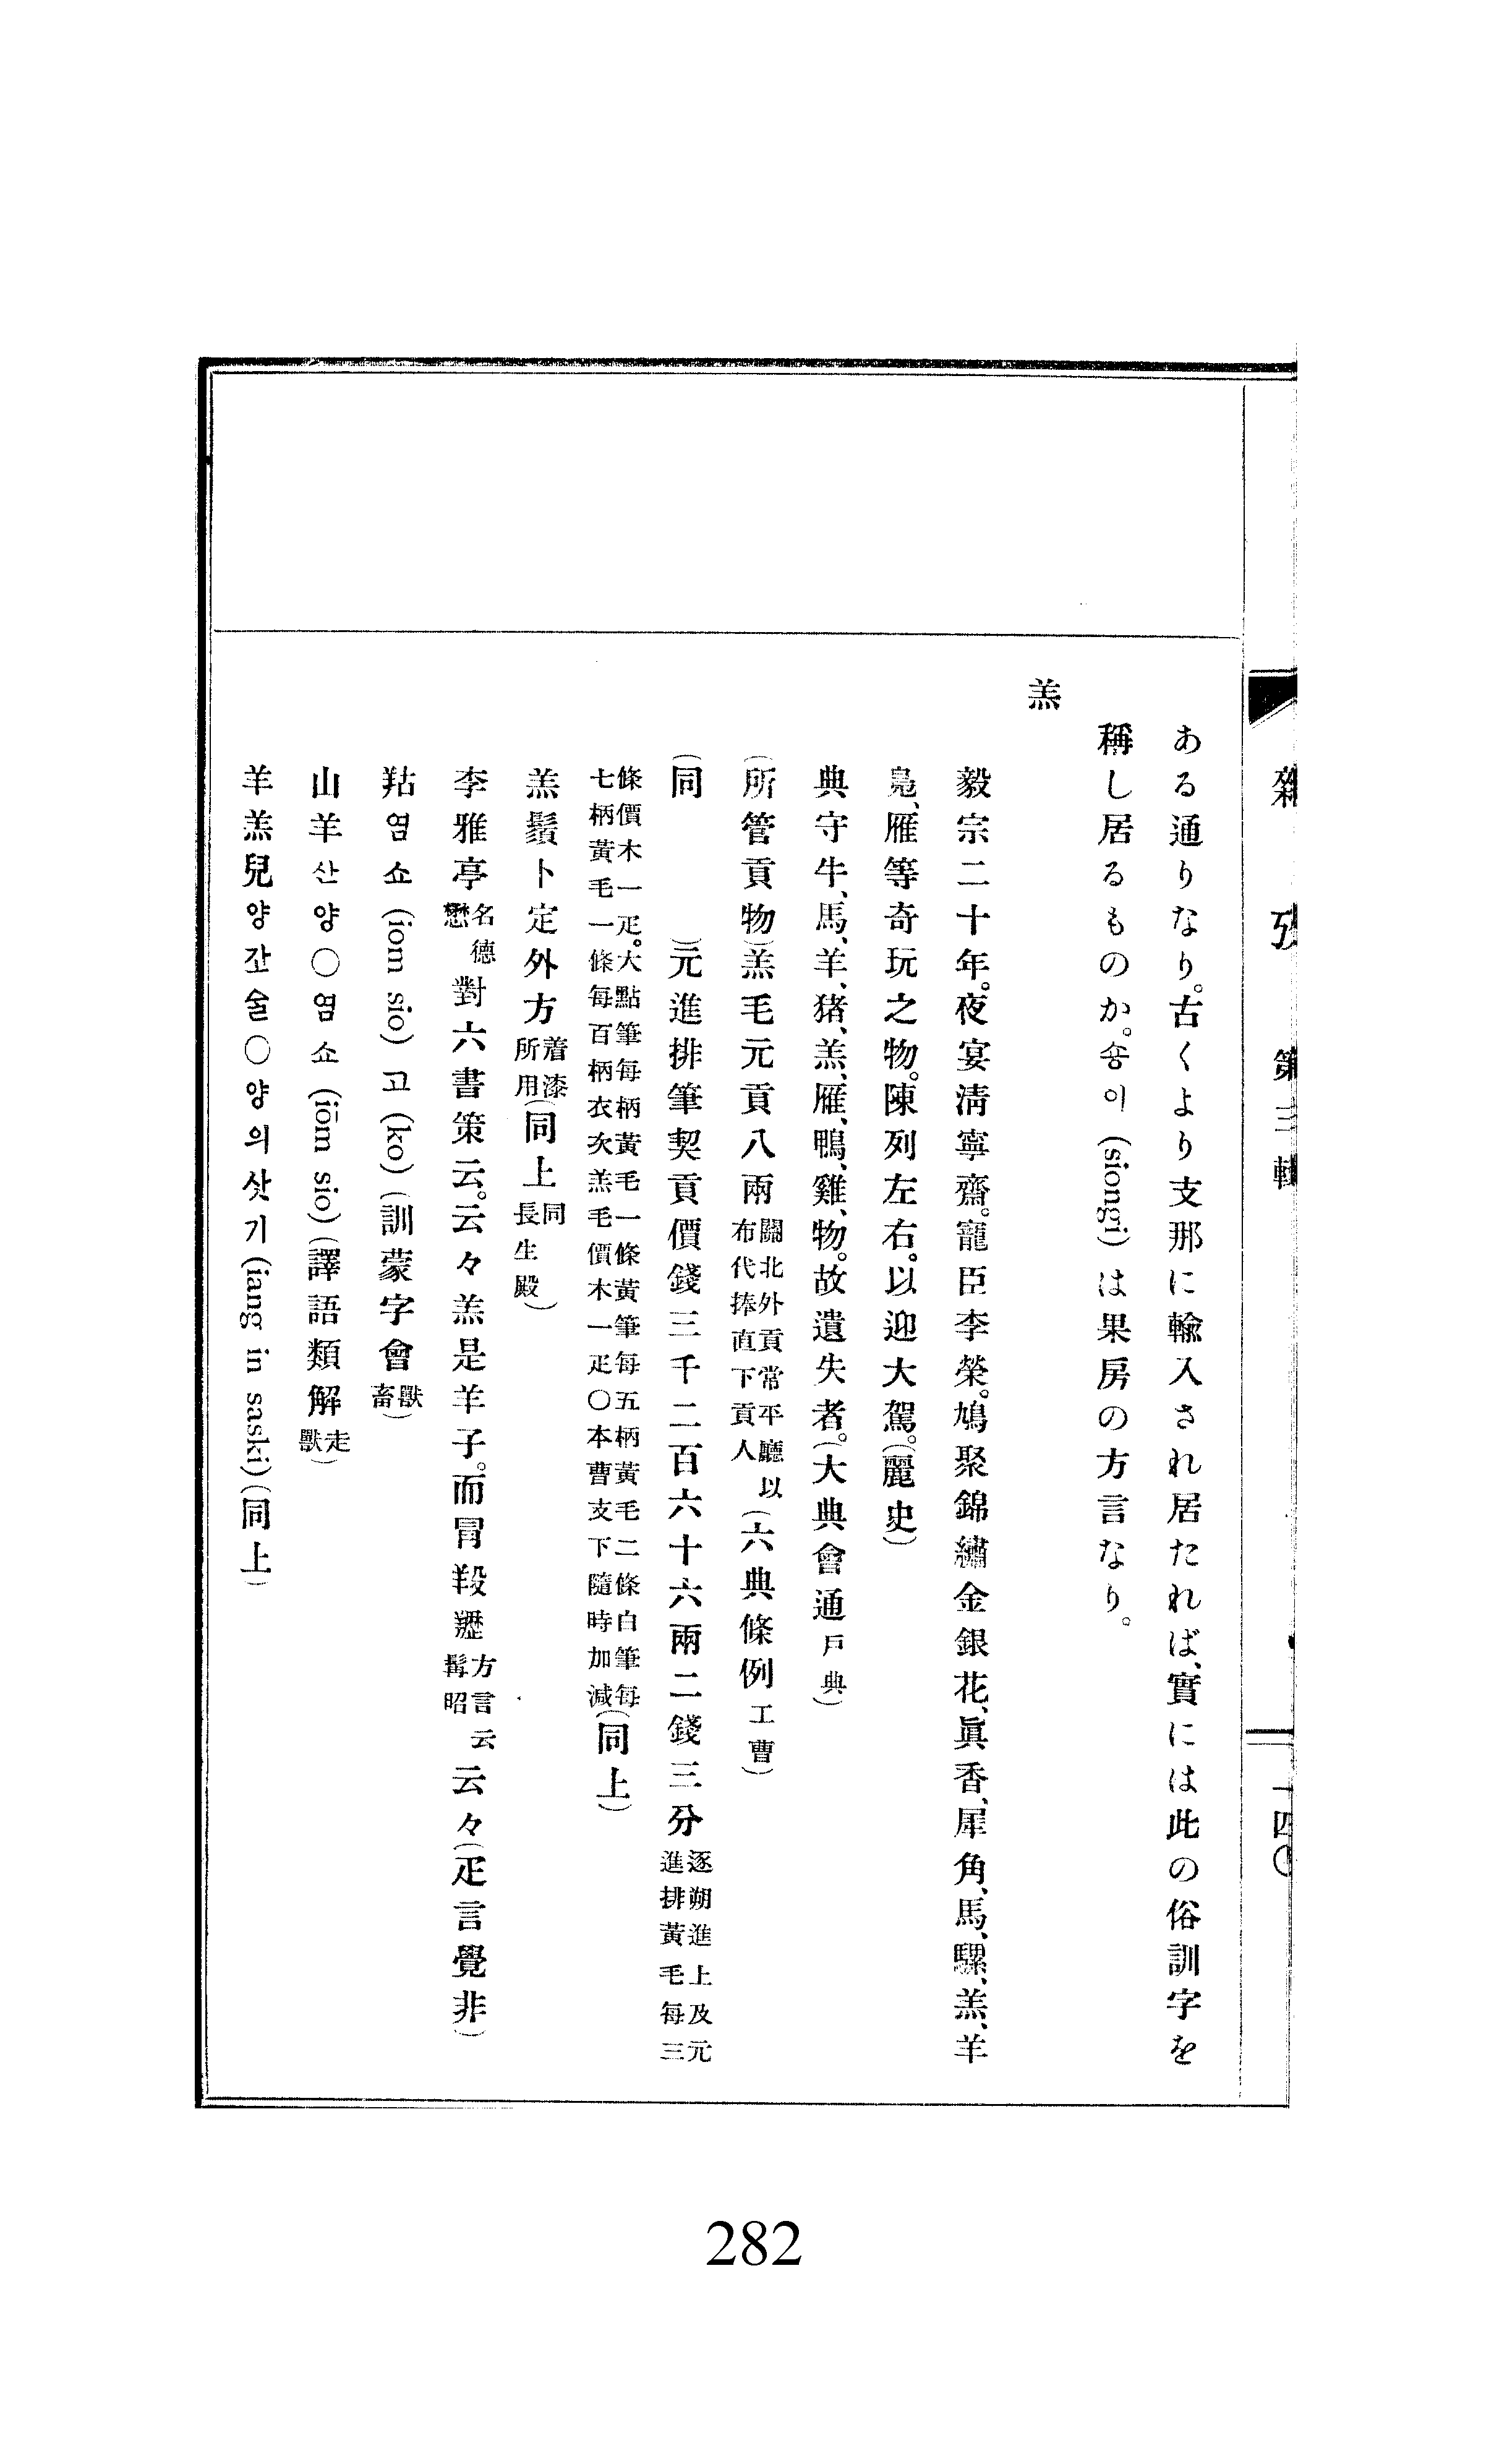 雜攷 第三輯 一四〇
ある通りなり。古くより支那に輸入され居たれば、實には此の俗訓字を
稱し居るものか。숑이 (siongi) は果房の方言なり。
羔
毅宗二十年。夜宴淸寧齋。寵臣李榮。鳩聚錦繡金銀花、眞香、犀角、馬、騾、羔、羊
鳧、雁等奇玩之物。陳列左右。以迎大駕。(麗史)
典守牛、馬、羊、猪、羔、雁、鴨、雞、物。故遺失者。(大典會通戶典)
(所管貢物)羔毛元貢八兩關北外貢常平廳以布代捧直下貢人(六典條例工曹)
(同 )元進排筆契貢價錢三千二百六十六兩二錢三分逐朔進上及元進排黃毛每三
條價木一疋。大點筆每柄黃毛一條黃筆每五柄黃毛二條白筆每七柄黃毛一條每百柄衣次羔毛價木一疋〇本曹支下隨時加減(同上)
羔鬚卜定外方着漆所用(同上同長生殿)
李雅亭名德懋對六書策云。云々羔是羊子。而冐羖䍽方言云髯昭云々(疋言覺非)
羖염쇼 (iom sio) 고 (ko) (訓蒙字會獸畜)
山羊산양〇염쇼 (iōm sio) (譯語類解走獸)
羊羔兒양갇숟〇양의삿기 (iang in saski) (同上)
282